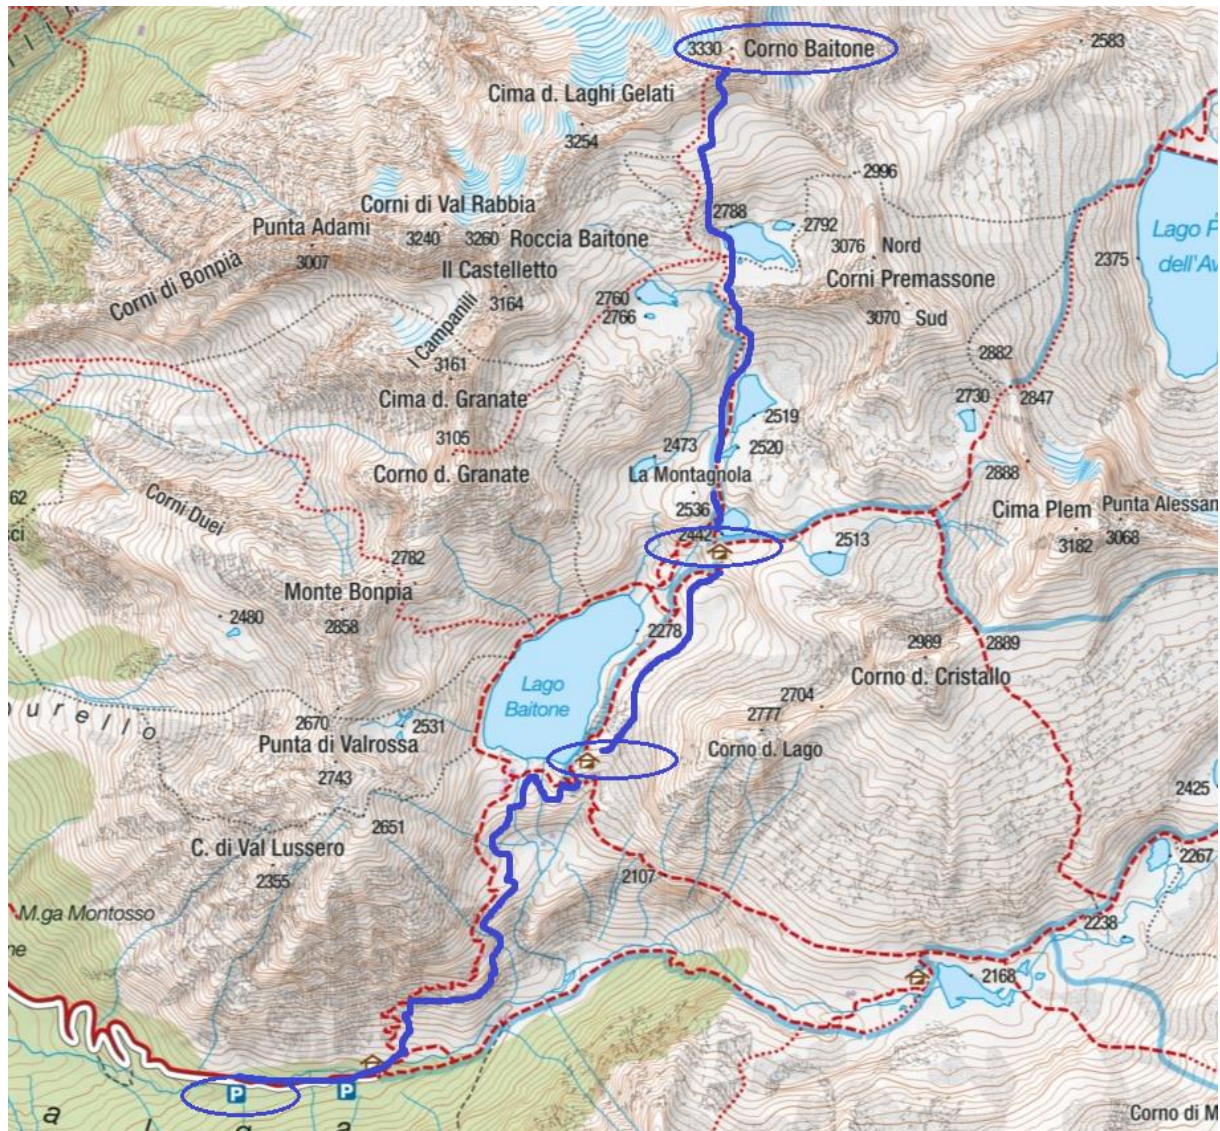 3330
Corno Baitone
2583
Cima d. Laghi Gelati
3254
2996
Corni di Val Rabbia
Punta Adami
3240
3260
Roccia Baitone
2788
2792
3076
Nord
Lago P
dell'Av
2375
3007
Il Castelletto
Corni di Bonpià
3164
2760
2766
Corni Premassone
3070
Sud
I Campanili
3161
2882
Cima d. Granate
2730
2847
3105
2519
2473
2520
Corno d. Granate
La Montagnola
2888
62
ci
Corni Duei
2536
2442
Cima Plem
Punta Alessan
3182
3068
2513
2782
Monte Bonpia
2480
2858
2278
2989
2889
Corno d. Cristallo
Lago
Baitone
2704
2777
Corno d. Lago
urello
2670
2531
Punta di Valrossa
2743
2425
2651
C. di Val Lussero
2355
2107
2267
M.ga Montosso
ne
2238
2168
P
P
a
l
g
a
Corno di M